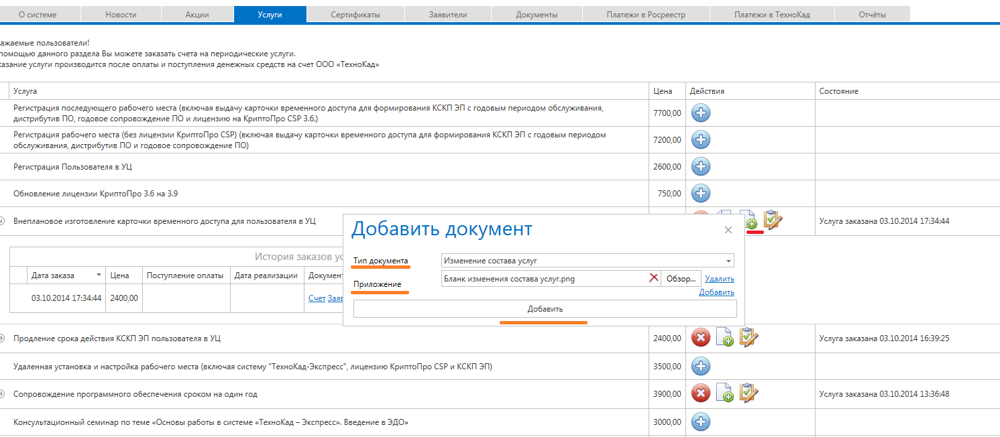 О системе
Новости
Акции
Услуги
Сертификаты
Заявители
Документы
Платежи в Росреестр
Платежи в ТехноКад
Отчёты
ажаемые пользователи!
помощью данного раздела Вы можете заказать счета на периодические услуги.
казание услуги производится после оплаты и поступления денежных средств на счет ООО «ТехноКад»
Услуга
Цена
Действия
Состояние
Регистрация последующего рабочего места (включая выдачу карточки временного доступа для формирования КСКП ЭП с годовым периодом обслуживания,
дистрибутив ПО, годовое сопровождение ПО и лицензию на КриптоПро CSP 3.6.)
7700,00
Регистрация рабочего места (без лицензии КриптоПро CSP) (включая выдачу карточки временного доступа для формирования КСКП ЭП с годовым периодом
обслуживания, дистрибутив ПО и годовое сопровождение ПО)
7200,00
Регистрация Пользователя в УЦ
2600,00
Обновление лицензии КриптоПро 3.6 на 3.9
750,00
Внеплановое изготовление карточки временного доступа для пользователя в УЦ
Услуга заказана 03.10.2014 17:34:44
Добавить документ
Тип документа
Изменение состава услуг
Приложение
Бланк изменения состава услуг.png
Обзор...
Удалить
Добавить
Добавить
История заказов ус
Дата заказа
Цена
Поступление оплаты
Дата реализации
Документ
03.10.2014 17:34:44
2400,00
Счет Заяв
Продление срока действия КСКП ЭП пользователя в УЦ
2400,00
Услуга заказана 03.10.2014 16:39:25
Удаленная установка и настройка рабочего места (включая систему "ТехноКад-Экспресс", лицензию КриптоПро CSP и КСКП ЭП)
3500,00
Сопровождение программного обеспечения сроком на один год
3900,00
Услуга заказана 03.10.2014 13:36:48
Консультационный семинар по теме «Основы работы в системе «ТехноКад – Экспресс». Введение в ЭДО»
3000,00